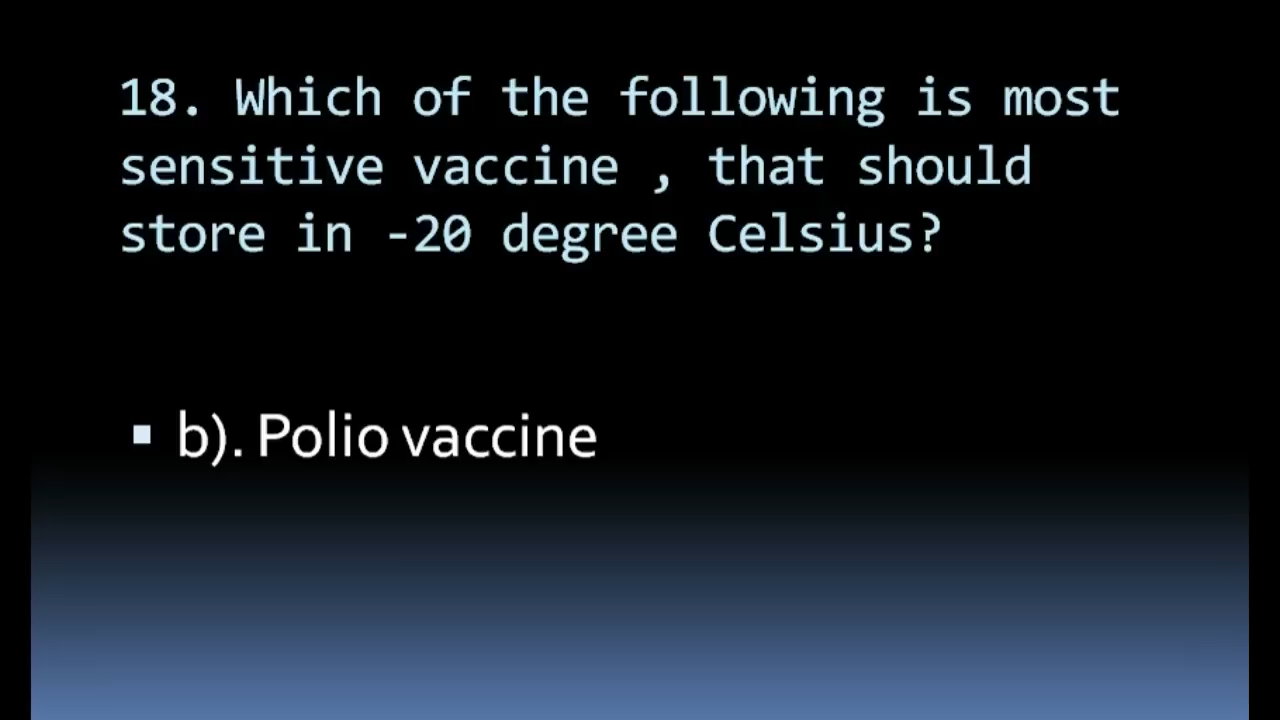 18. Which of the following is most
sensitive vaccine , that should
store in -20 degree Celsius?
▪ b). Polio vaccine